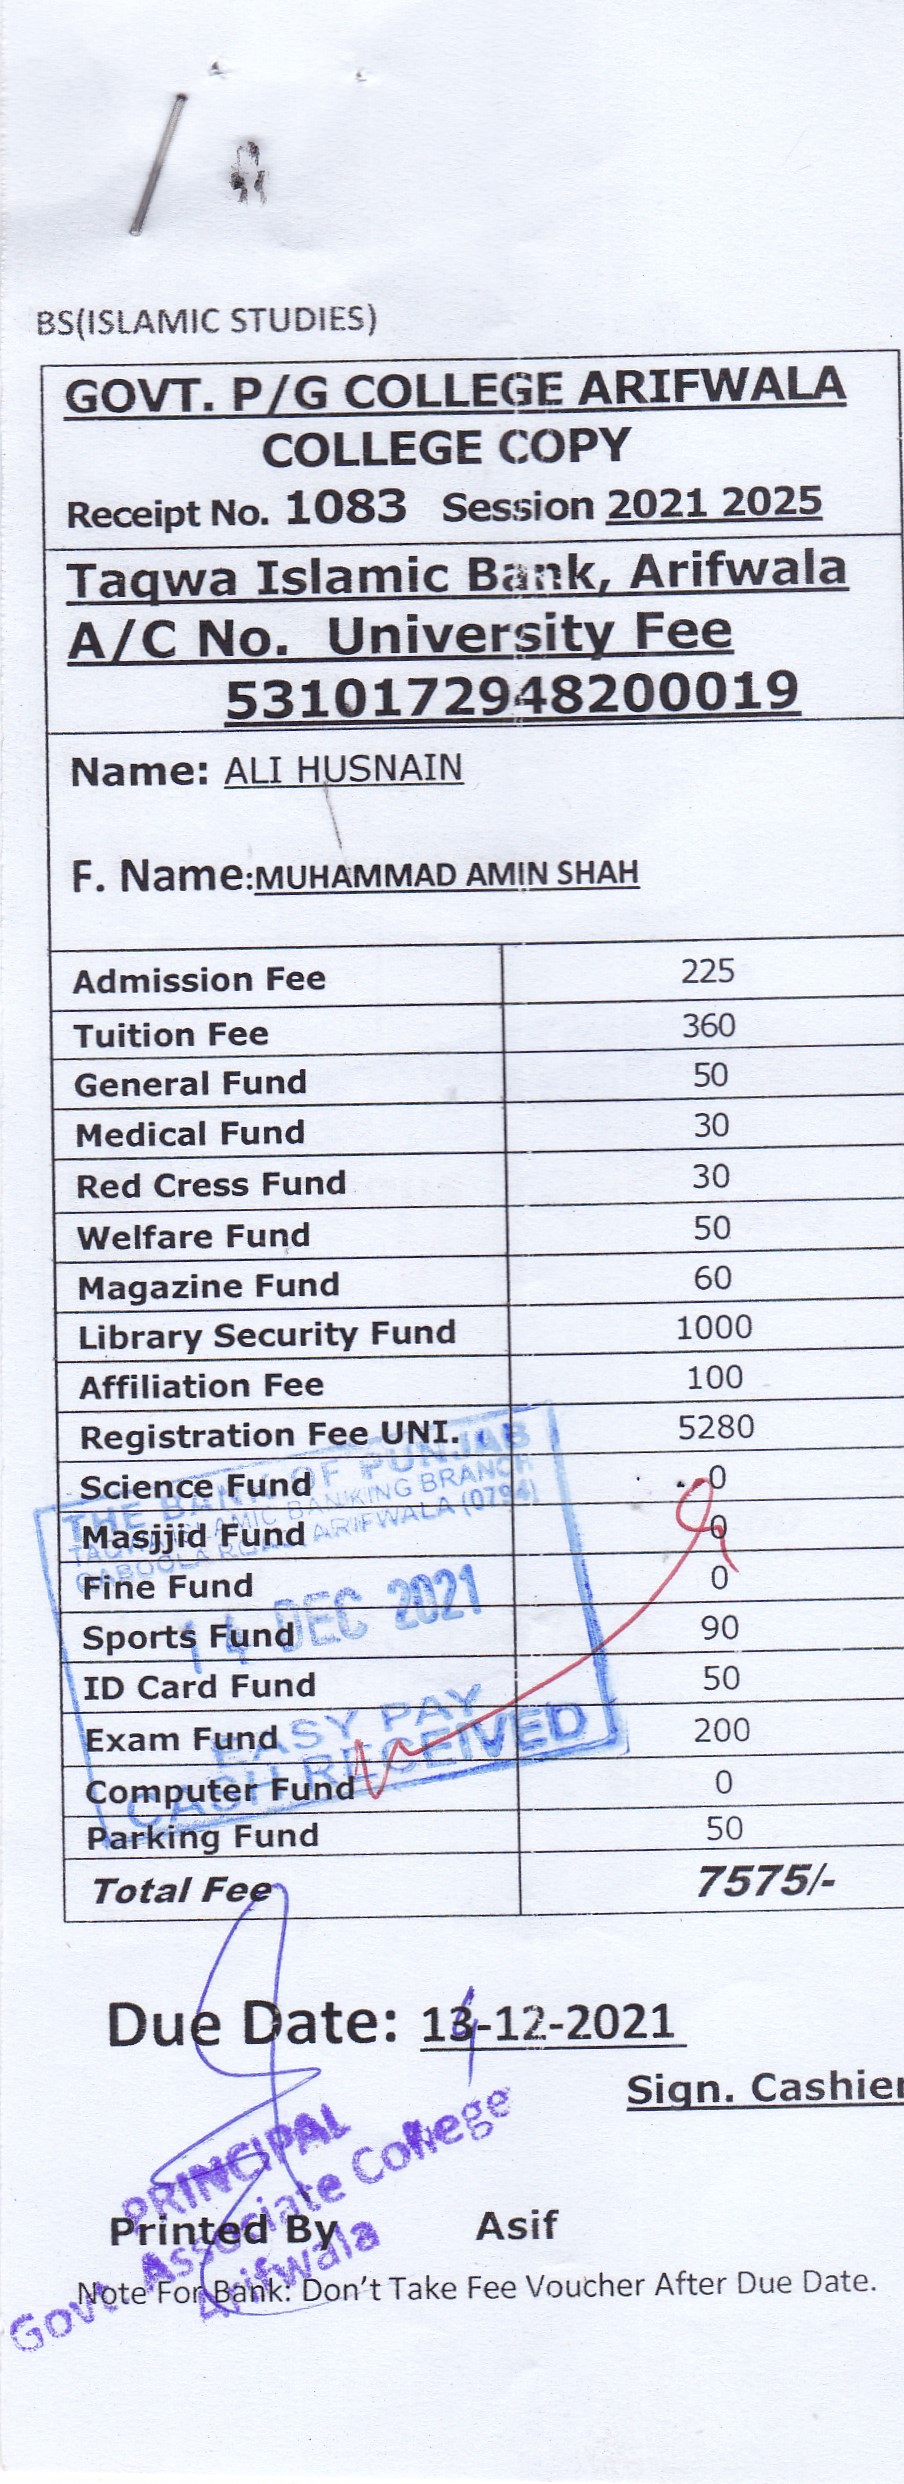 BS(ISLAMIC STUDIES)
GOVT. P/G COLLEGE ARIFWALA
COLLEGE COPY
Receipt No. 1083 Session 2021 2025
Taqwa Islamic Bank, Arifwala
A/C No. University Fee
5310172948200019
Name: ALI HUSNAIN
F. Name:MUHAMMAD AMIN SHAH
Admission Fee 225
Tuition Fee 360
General Fund 50
Medical Fund 30
Red Cress Fund 30
Welfare Fund 50
Magazine Fund 60
Library Security Fund 1000
Affiliation Fee 100
Registration Fee UNI. 5280
Science Fund 0
Masjjid Fund 0
Fine Fund 0
Sports Fund 90
ID Card Fund 50
Exam Fund 200
Computer Fund 0
Parking Fund 50
Total Fee 7575/-
THE BANK OF PUNJAB
ISLAMIC BANKING BRANCH
ARIFWALA (0794)
14 DEC 2021
EASY PAY
CASH RECEIVED
Due Date: 13-12-2021
Sign. Cashier
PRINCIPAL
Govt. Associate College
Arifwala
Printed By Asif
Note For Bank: Don't Take Fee Voucher After Due Date.